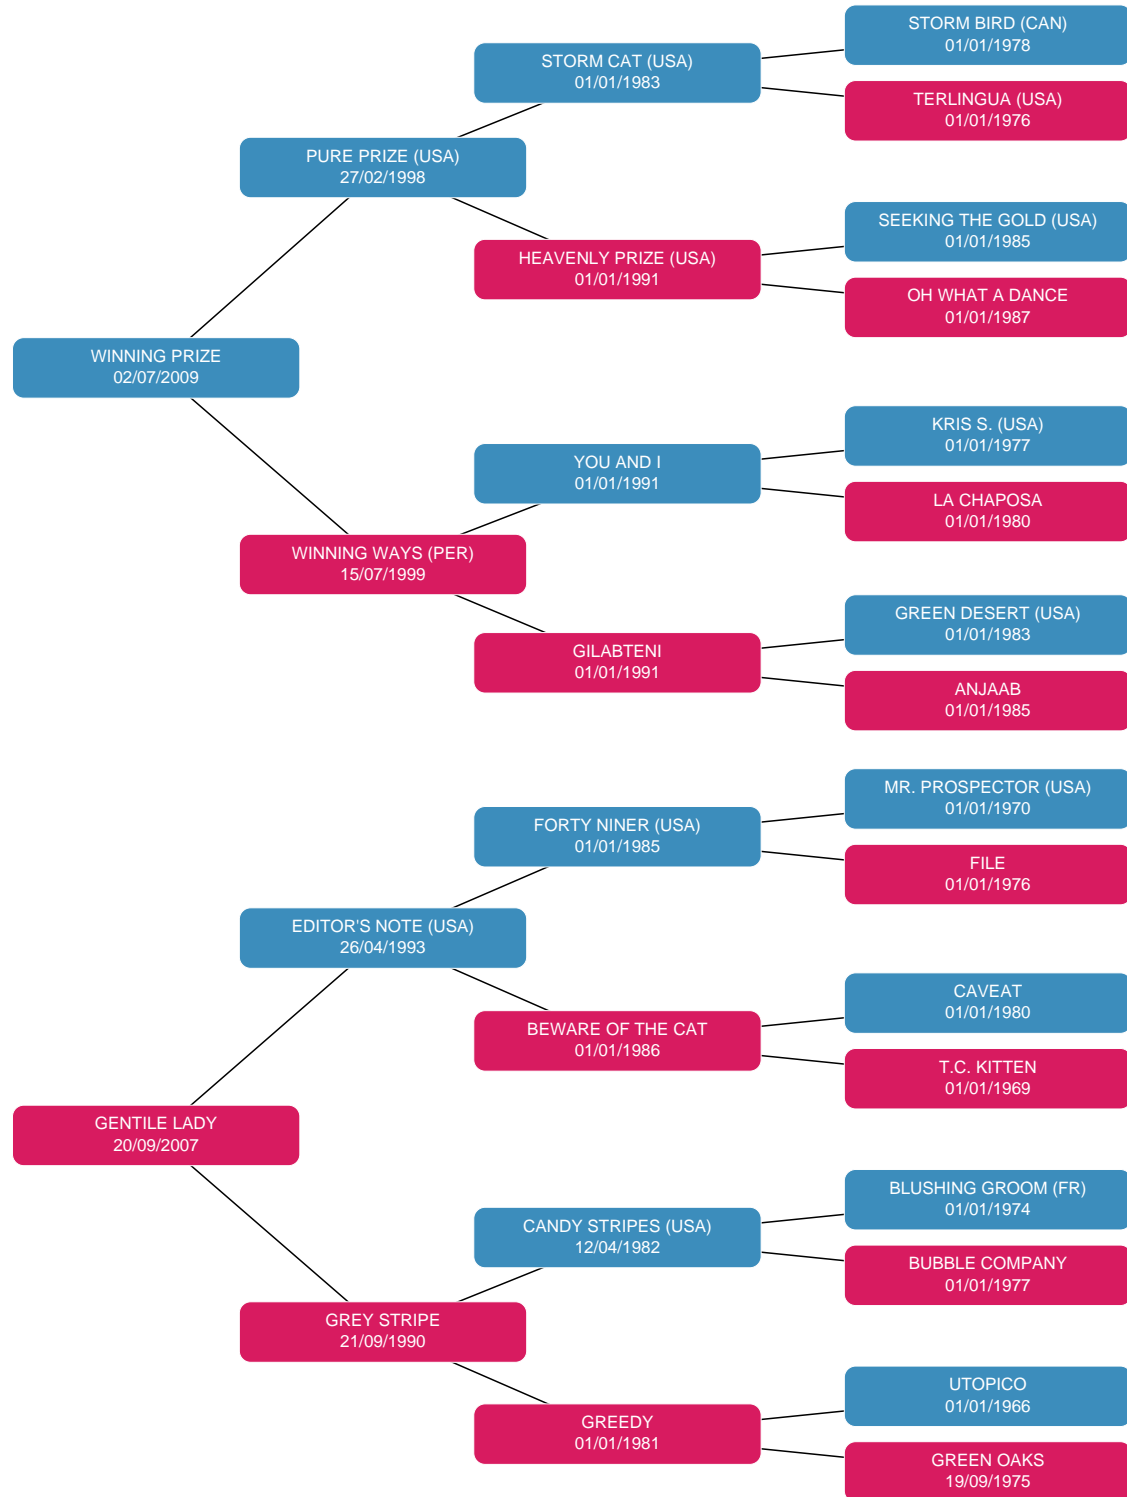 STORM BIRD (CAN)
01/01/1978
STORM CAT (USA)
01/01/1983
TERLINGUA (USA)
01/01/1976
PURE PRIZE (USA)
27/02/1998
SEEKING THE GOLD (USA)
01/01/1985
HEAVENLY PRIZE (USA)
01/01/1991
OH WHAT A DANCE
01/01/1987
WINNING PRIZE
02/07/2009
KRIS S. (USA)
01/01/1977
YOU AND I
01/01/1991
LA CHAPOSA
01/01/1980
WINNING WAYS (PER)
15/07/1999
GREEN DESERT (USA)
01/01/1983
GILABTENI
01/01/1991
ANJAAB
01/01/1985
MR. PROSPECTOR (USA)
01/01/1970
FORTY NINER (USA)
01/01/1985
FILE
01/01/1976
EDITOR'S NOTE (USA)
26/04/1993
CAVEAT
01/01/1980
BEWARE OF THE CAT
01/01/1986
T.C. KITTEN
01/01/1969
GENTILE LADY
20/09/2007
BLUSHING GROOM (FR)
01/01/1974
CANDY STRIPES (USA)
12/04/1982
BUBBLE COMPANY
01/01/1977
GREY STRIPE
21/09/1990
UTOPICO
01/01/1966
GREEDY
01/01/1981
GREEN OAKS
19/09/1975